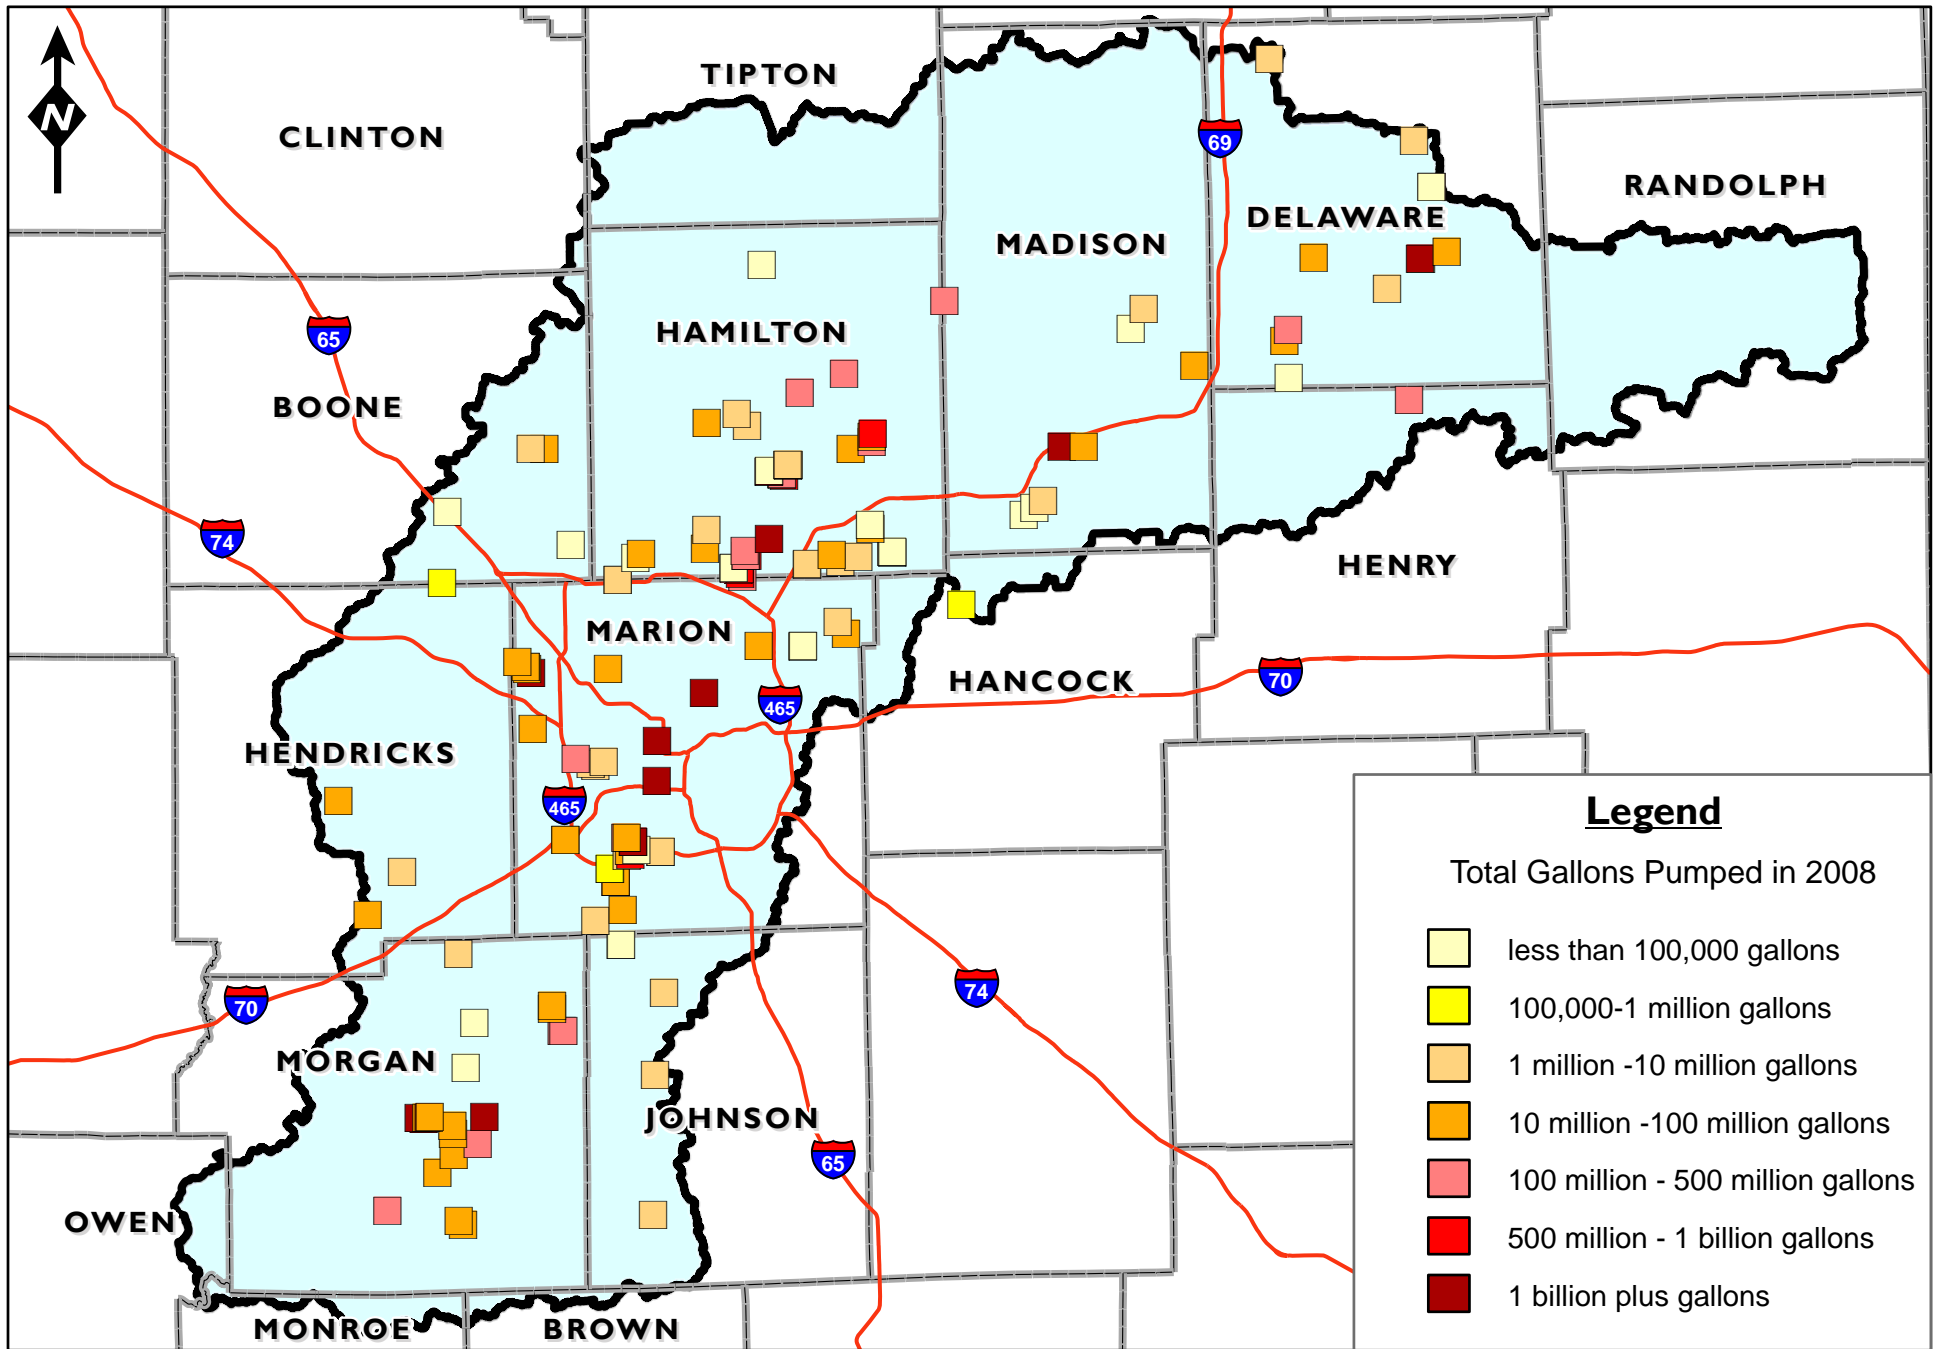 N
TIPTON
CLINTON
69
RANDOLPH
DELAWARE
MADISON
65
HAMILTON
BOONE
74
HENRY
MARION
HANCOCK
70
465
HENDRICKS
465
Legend
Total Gallons Pumped in 2008
less than 100,000 gallons
100,000-1 million gallons
1 million -10 million gallons
10 million -100 million gallons
100 million - 500 million gallons
500 million - 1 billion gallons
1 billion plus gallons
74
70
MORGAN
JOHNSON
65
OWEN
MONROE
BROWN